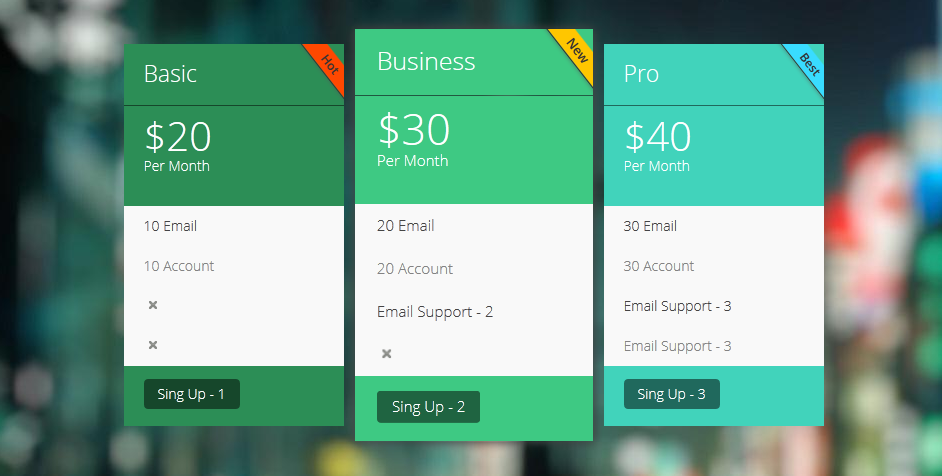 Basic
Hot
$20
Per Month
10 Email
10 Account
Sing Up - 1
Business
New
$30
Per Month
20 Email
20 Account
Email Support - 2
Sing Up - 2
Pro
Best
$40
Per Month
30 Email
30 Account
Email Support - 3
Email Support - 3
Sing Up - 3